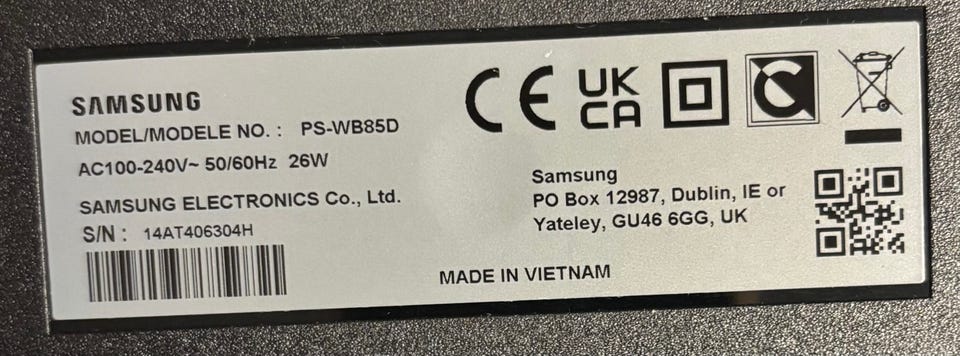 SAMSUNG
MODEL/MODELE NO. : PS-WB85D
AC100-240V~ 50/60Hz 26W
SAMSUNG ELECTRONICS Co., Ltd.
S/N : 14AT406304H
CE
UK
CA
Samsung
PO Box 12987, Dublin, IE or
Yateley, GU46 6GG, UK
MADE IN VIETNAM